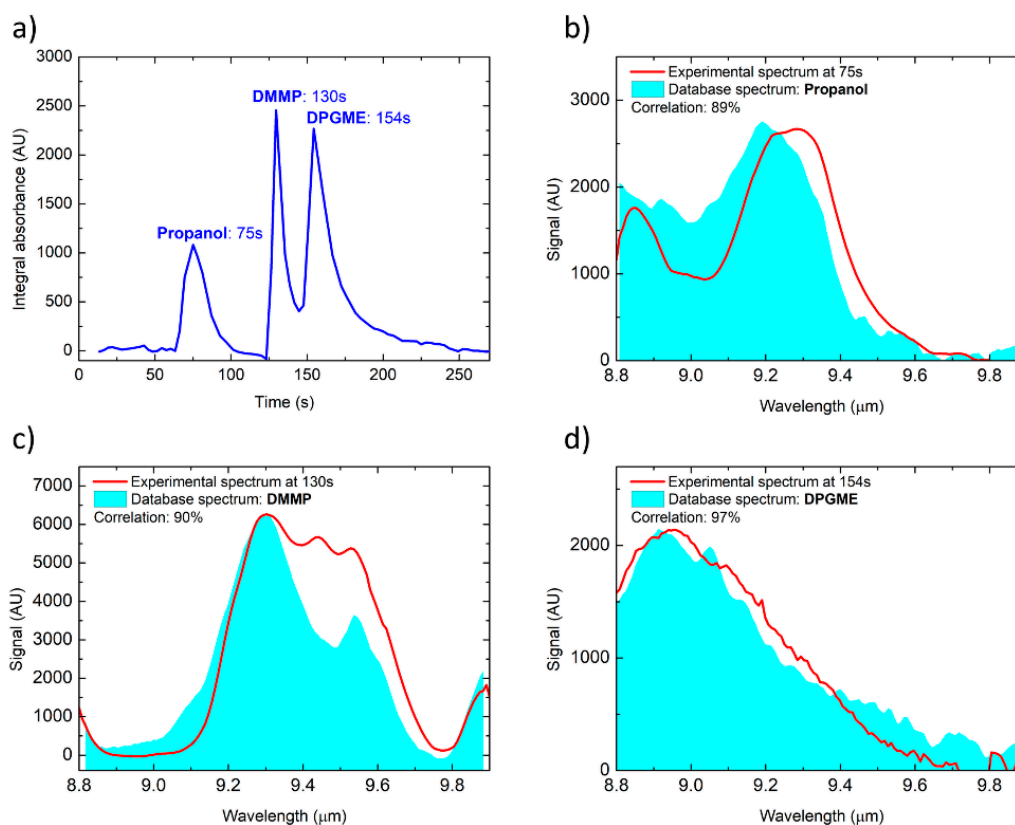 a)
3000
2500
2000
1500
1000
500
0
Integral absorbance (AU)
DMMP: 130s
DPGME: 154s
Propanol: 75s
0 50 100 150 200 250
Time (s)
b)
Experimental spectrum at 75s
Database spectrum: Propanol
Correlation: 89%
3000
2000
1000
0
Signal (AU)
8.8 9.0 9.2 9.4 9.6 9.8
Wavelength (μm)
c)
Experimental spectrum at 130s
Database spectrum: DMMP
Correlation: 90%
7000
6000
5000
4000
3000
2000
1000
0
Signal (AU)
8.8 9.0 9.2 9.4 9.6 9.8
Wavelength (μm)
d)
Experimental spectrum at 154s
Database spectrum: DPGME
Correlation: 97%
2000
1000
0
Signal (AU)
8.8 9.0 9.2 9.4 9.6 9.8
Wavelength (μm)